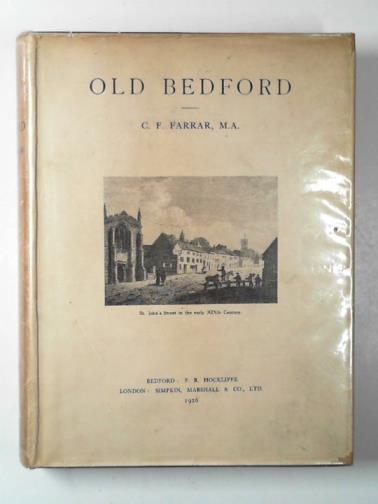 OLD BEDFORD
C. F. FARRAR, M.A.
St. John's Street in the early XIXth Century.
BEDFORD: F. R. HOCKLIFFE
LONDON: SIMPKIN, MARSHALL & CO., LTD.
1926